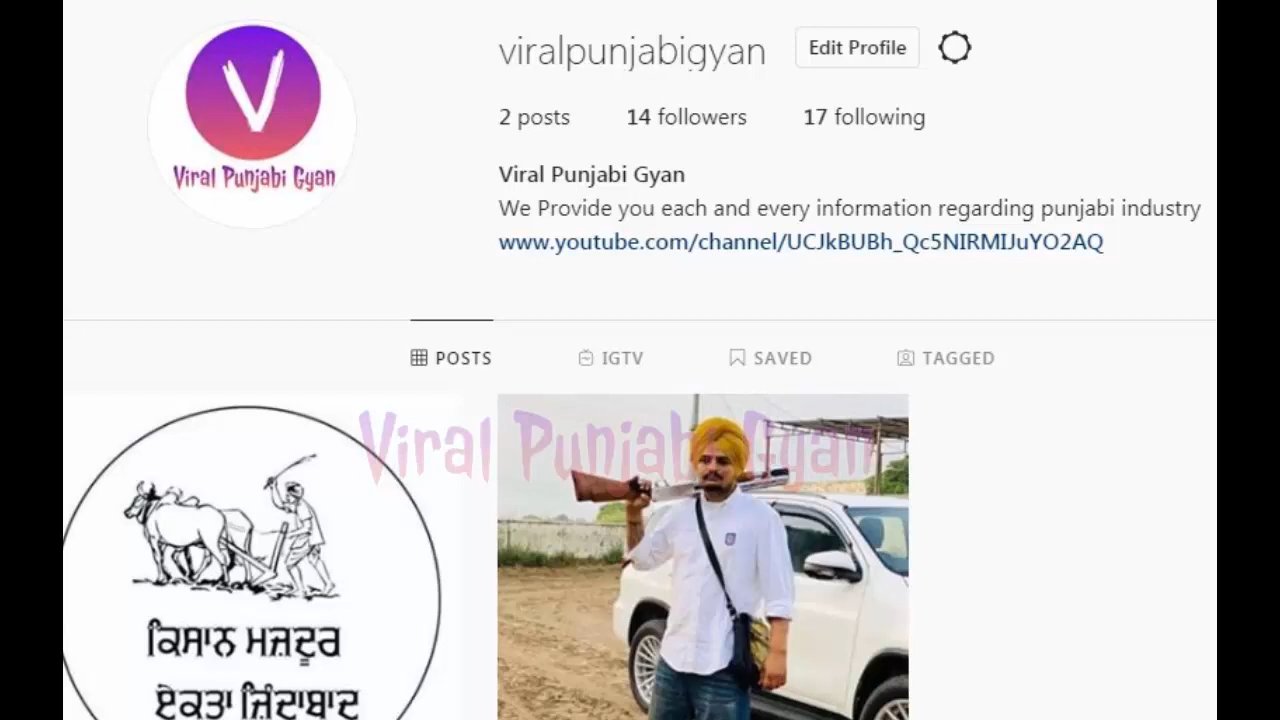 V
Viral Punjabi Gyan
viralpunjabigyan Edit Profile
2 posts 14 followers 17 following
Viral Punjabi Gyan
We Provide you each and every information regarding punjabi industry
www.youtube.com/channel/UCJkBUBh_Qc5NIRMIJuYO2AQ
POSTS IGTV SAVED TAGGED
Viral Punjabi Gyan
ਕਿਸਾਨ ਮਜ਼ਦੂਰ
ਏਕਤਾ ਜ਼ਿੰਦਾਬਾਦ